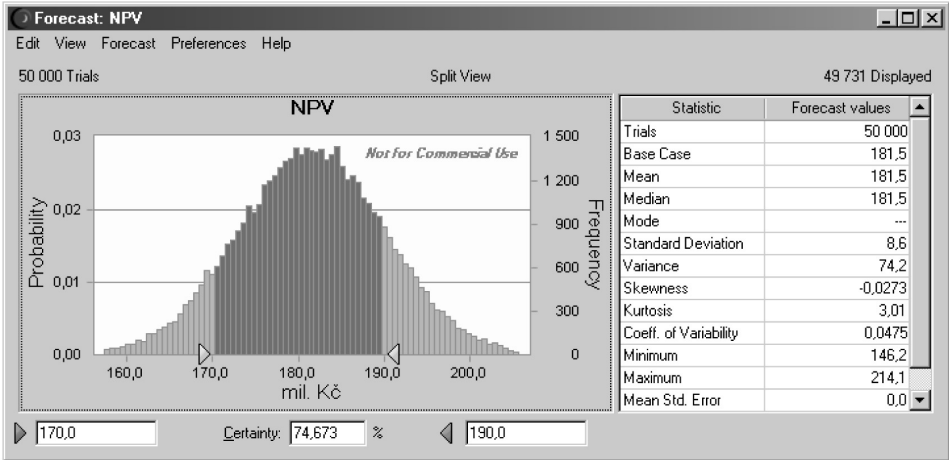 Forecast: NPV
Edit View Forecast Preferences Help
50 000 Trials Split View 49 731 Displayed
NPV
Not for Commercial Use
0,03
0,02
0,01
0,00
Probability
1 500
1 200
900
600
300
0
Frequency
160,0 170,0 180,0 190,0 200,0
mil. Kč
Statistic Forecast values
Trials 50 000
Base Case 181,5
Mean 181,5
Median 181,5
Mode ---
Standard Deviation 8,6
Variance 74,2
Skewness -0,0273
Kurtosis 3,01
Coeff. of Variability 0,0475
Minimum 146,2
Maximum 214,1
Mean Std. Error 0,0
170,0 Certainty: 74,673 % 190,0